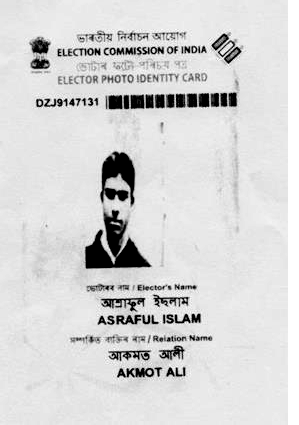 ভাৰতীয় নিৰ্বাচন আয়োগ
ELECTION COMMISSION OF INDIA
ভোটাৰ ফটো পৰিচয় পত্ৰ
ELECTOR PHOTO IDENTITY CARD
DZJ9147131
ভোটাৰৰ নাম / Elector's Name
আশ্ৰাফুল ইছলাম
ASRAFUL ISLAM
সম্পৰ্কিত ব্যক্তিৰ নাম / Relation Name
আকমত আলী
AKMOT ALI